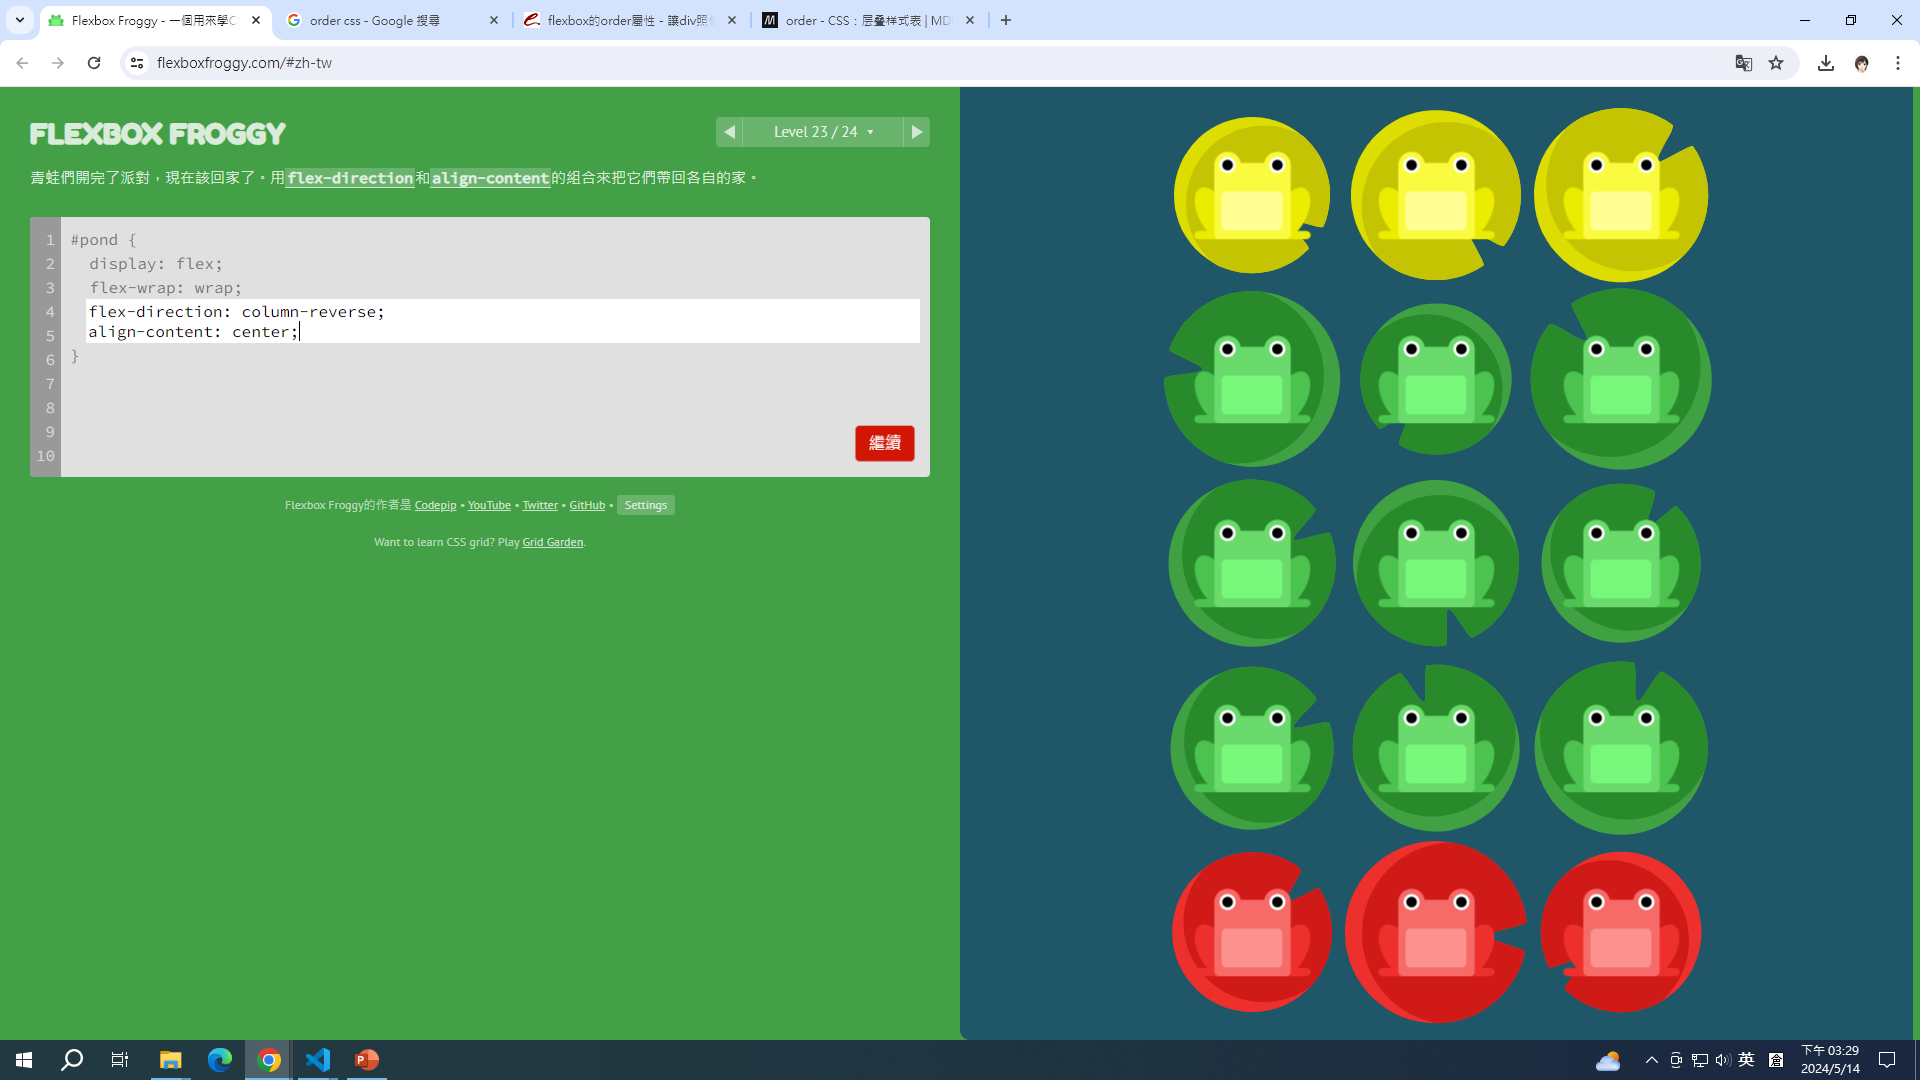 Flexbox Froggy - 一個用來學C
order css - Google 搜尋
flexbox的order屬性 - 讓div照
order - CSS：层叠样式表 | MD
flexboxfroggy.com/#zh-tw
FLEXBOX FROGGY
Level 23 / 24
青蛙們開完了派對，現在該回家了。用flex-direction和align-content的組合來把它們帶回各自的家。
1 #pond {
2 display: flex;
3 flex-wrap: wrap;
4 flex-direction: column-reverse;
5 align-content: center;
6 }
7
8
9
10
繼續
Flexbox Froggy的作者是 Codepip • YouTube • Twitter • GitHub • Settings
Want to learn CSS grid? Play Grid Garden.
英
下午 03:29
2024/5/14